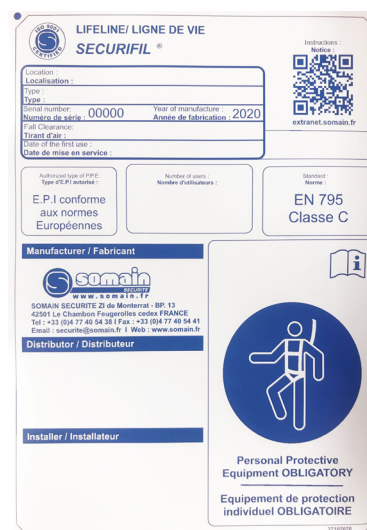 ISO 9001
CERTIFIED
LIFELINE/ LIGNE DE VIE
SECURIFIL ®
Instructions :
Notice :
extranet.somain.fr
Location :
Localisation :
Type :
Type :
Serial number:
Numéro de série : 00000
Year of manufacture :
Année de fabrication : 2020
Fall Clearance:
Tirant d'air :
Date of the first use :
Date de mise en service :
Authorized type of P.P.E:
Type d'E.P.I autorisé :
E.P.I conforme
aux normes
Européennes
Number of users :
Nombre d'utilisateurs :
Standard :
Norme :
EN 795
Classe C
Manufacturer / Fabricant
somain
SECURITE
www.somain.fr
SOMAIN SECURITE ZI de Monterrat - BP. 13
42501 Le Chambon Feugerolles cedex FRANCE
Tel : +33 (0)4 77 40 54 38 I Fax : +33 (0)4 77 40 54 41
Email : securite@somain.fr I Web : www.somain.fr
Distributor / Distributeur
Installer / Installateur
i
Personal Protective
Equipment OBLIGATORY
Equipement de protection
individuel OBLIGATOIRE